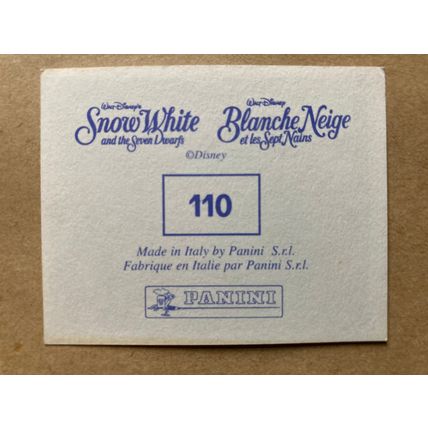 Walt Disney's
Snow White
and the Seven Dwarfs
Walt Disney
Blanche Neige
et les Sept Nains
©Disney
110
Made in Italy by Panini S.r.l.
Fabrique en Italie par Panini S.r.l.
PANINI